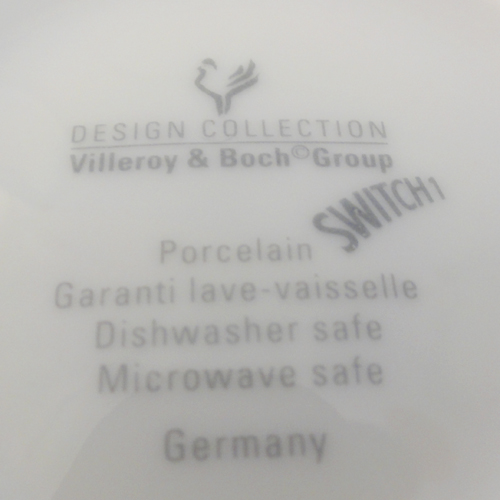 DESIGN COLLECTION
Villeroy & Boch©Group
SWITCH1
Porcelain
Garanti lave-vaisselle
Dishwasher safe
Microwave safe
Germany